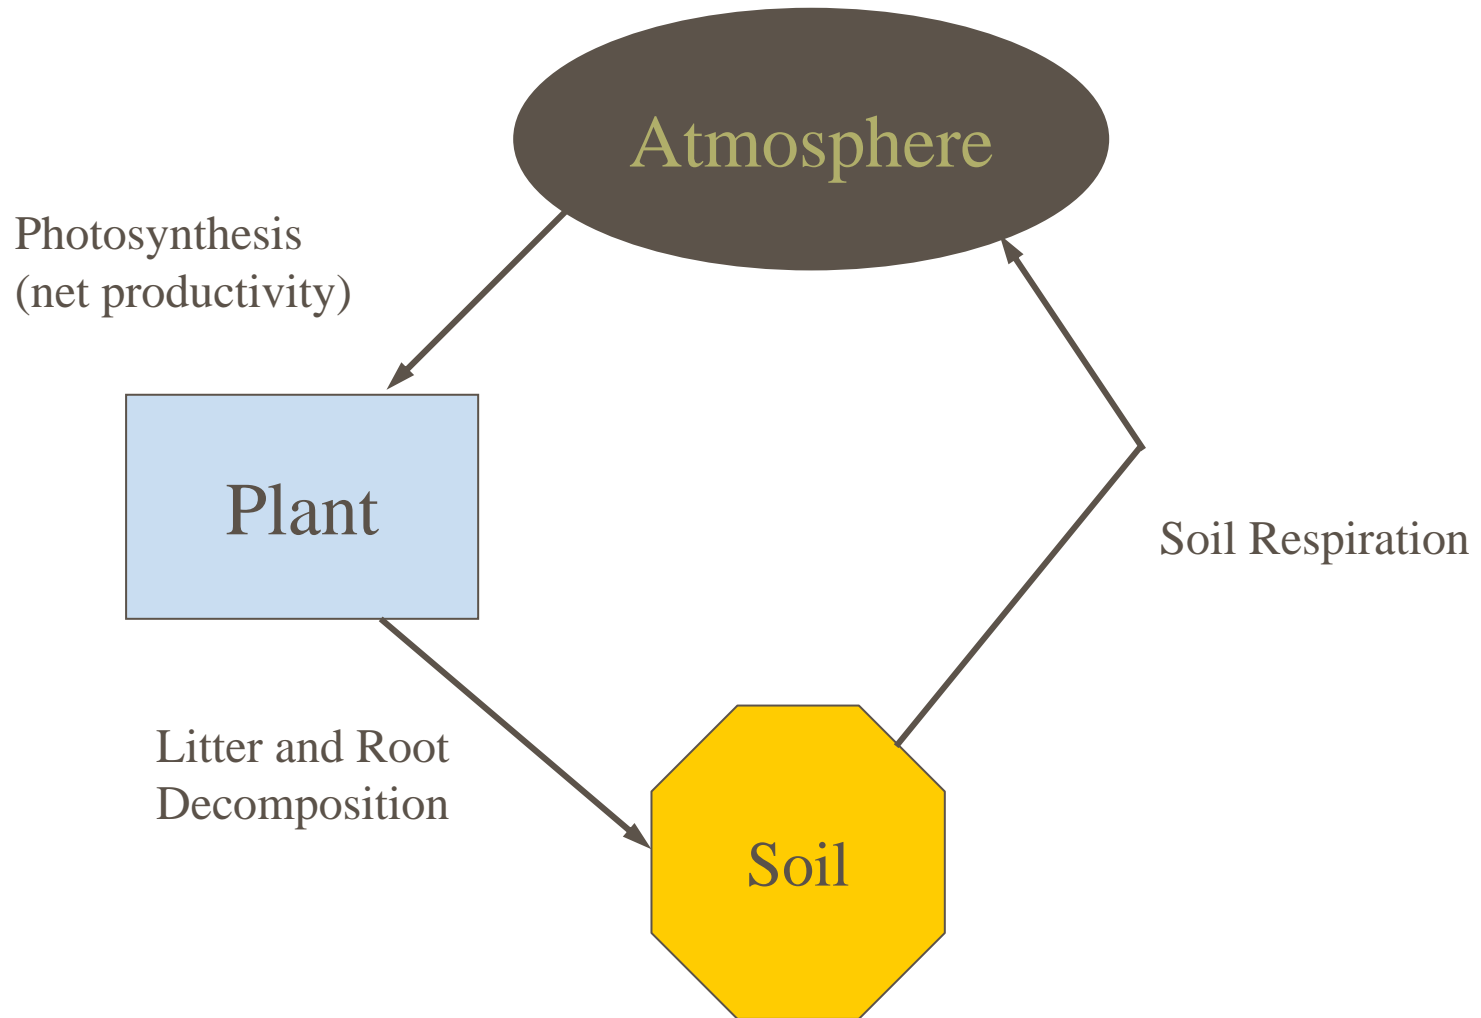 Atmosphere
Photosynthesis
(net productivity)
Plant
Soil Respiration
Litter and Root
Decomposition
Soil